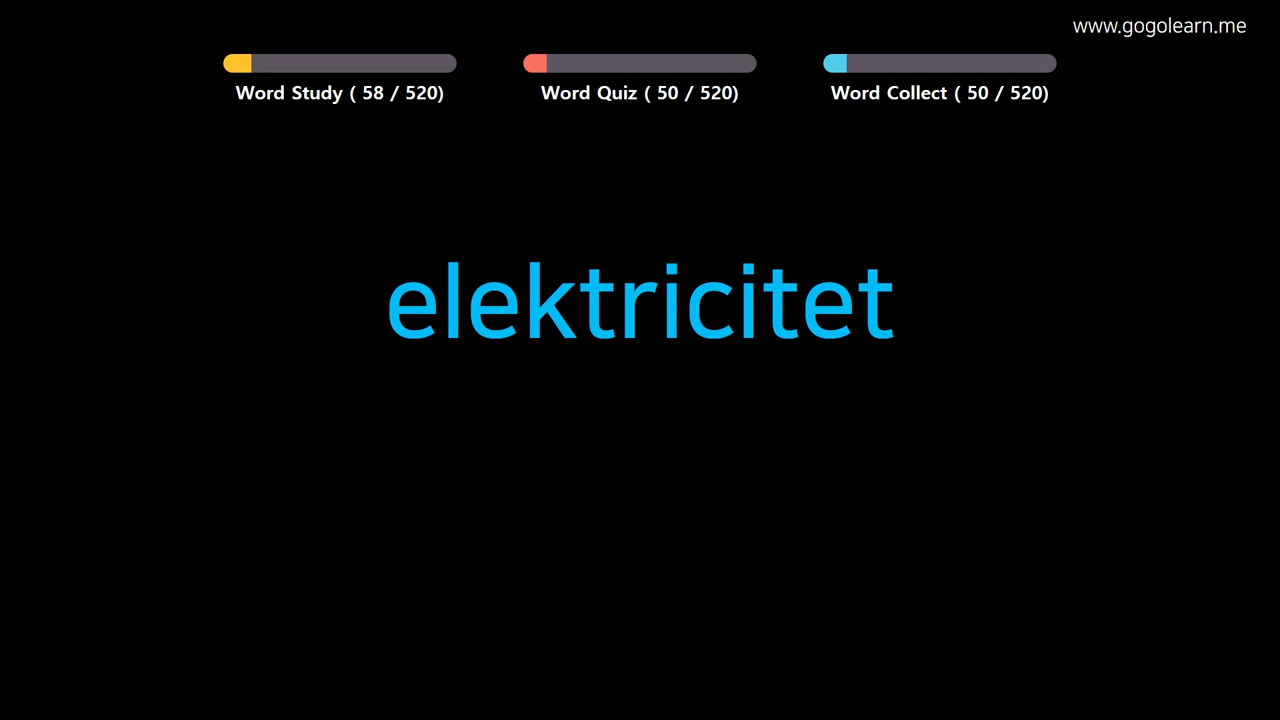 www.gogolearn.me
Word Study ( 58 / 520)
Word Quiz ( 50 / 520)
Word Collect ( 50 / 520)
elektricitet